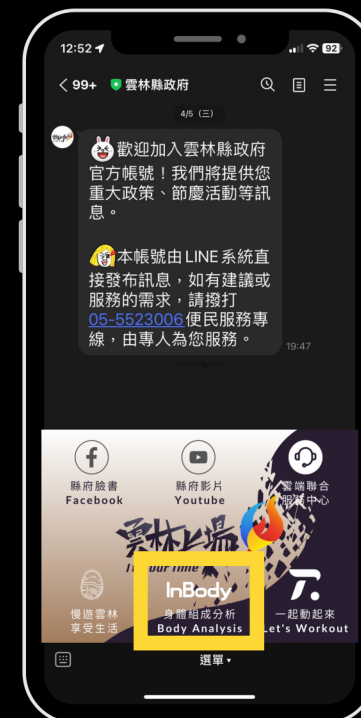 12:52
92
99+ 雲林縣政府
4/5 (三)
歡迎加入雲林縣政府
官方帳號！我們將提供您
重大政策、節慶活動等訊
息。
本帳號由 LINE 系統直
接發布訊息，如有建議或
服務的需求，請撥打
05-5523006便民服務專
線，由專人為您服務。
19:47
縣府臉書
Facebook
縣府影片
Youtube
雲端聯合
服務中心
雲林上場
慢遊雲林
享受生活
InBody
身體組成分析
Body Analysis
一起動起來
Let's Workout
選單